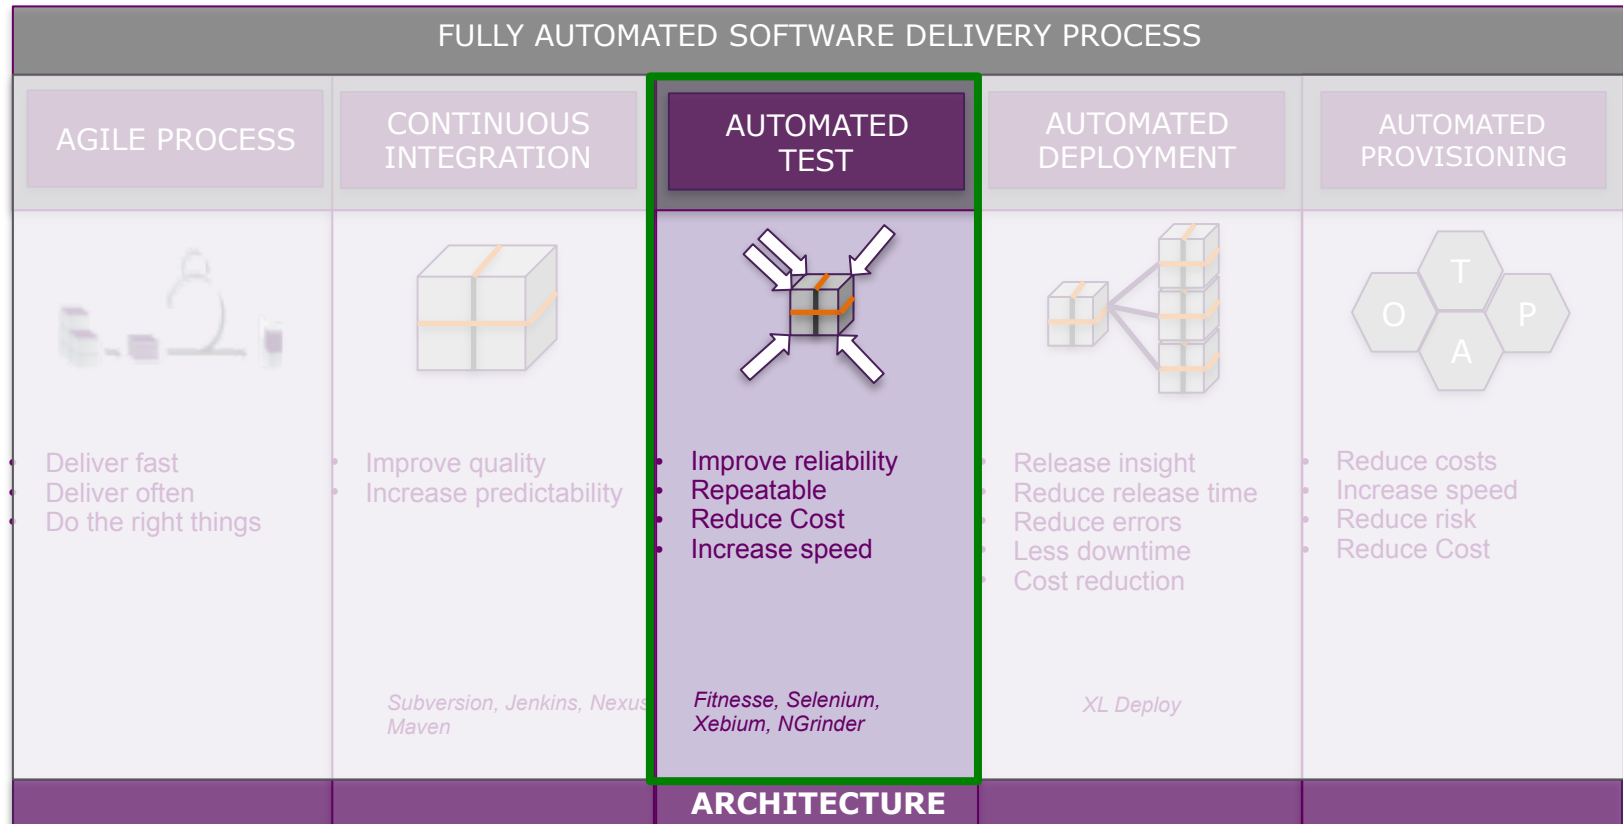 FULLY AUTOMATED SOFTWARE DELIVERY PROCESS
AGILE PROCESS
• Deliver fast
• Deliver often
• Do the right things
CONTINUOUS
INTEGRATION
• Improve quality
• Increase predictability
Subversion, Jenkins, Nexus
Maven
AUTOMATED
TEST
• Improve reliability
• Repeatable
• Reduce Cost
• Increase speed
Fitnesse, Selenium,
Xebium, NGrinder
AUTOMATED
DEPLOYMENT
• Release insight
• Reduce release time
• Reduce errors
• Less downtime
• Cost reduction
XL Deploy
AUTOMATED
PROVISIONING
O
T
A
P
• Reduce costs
• Increase speed
• Reduce risk
• Reduce Cost
ARCHITECTURE